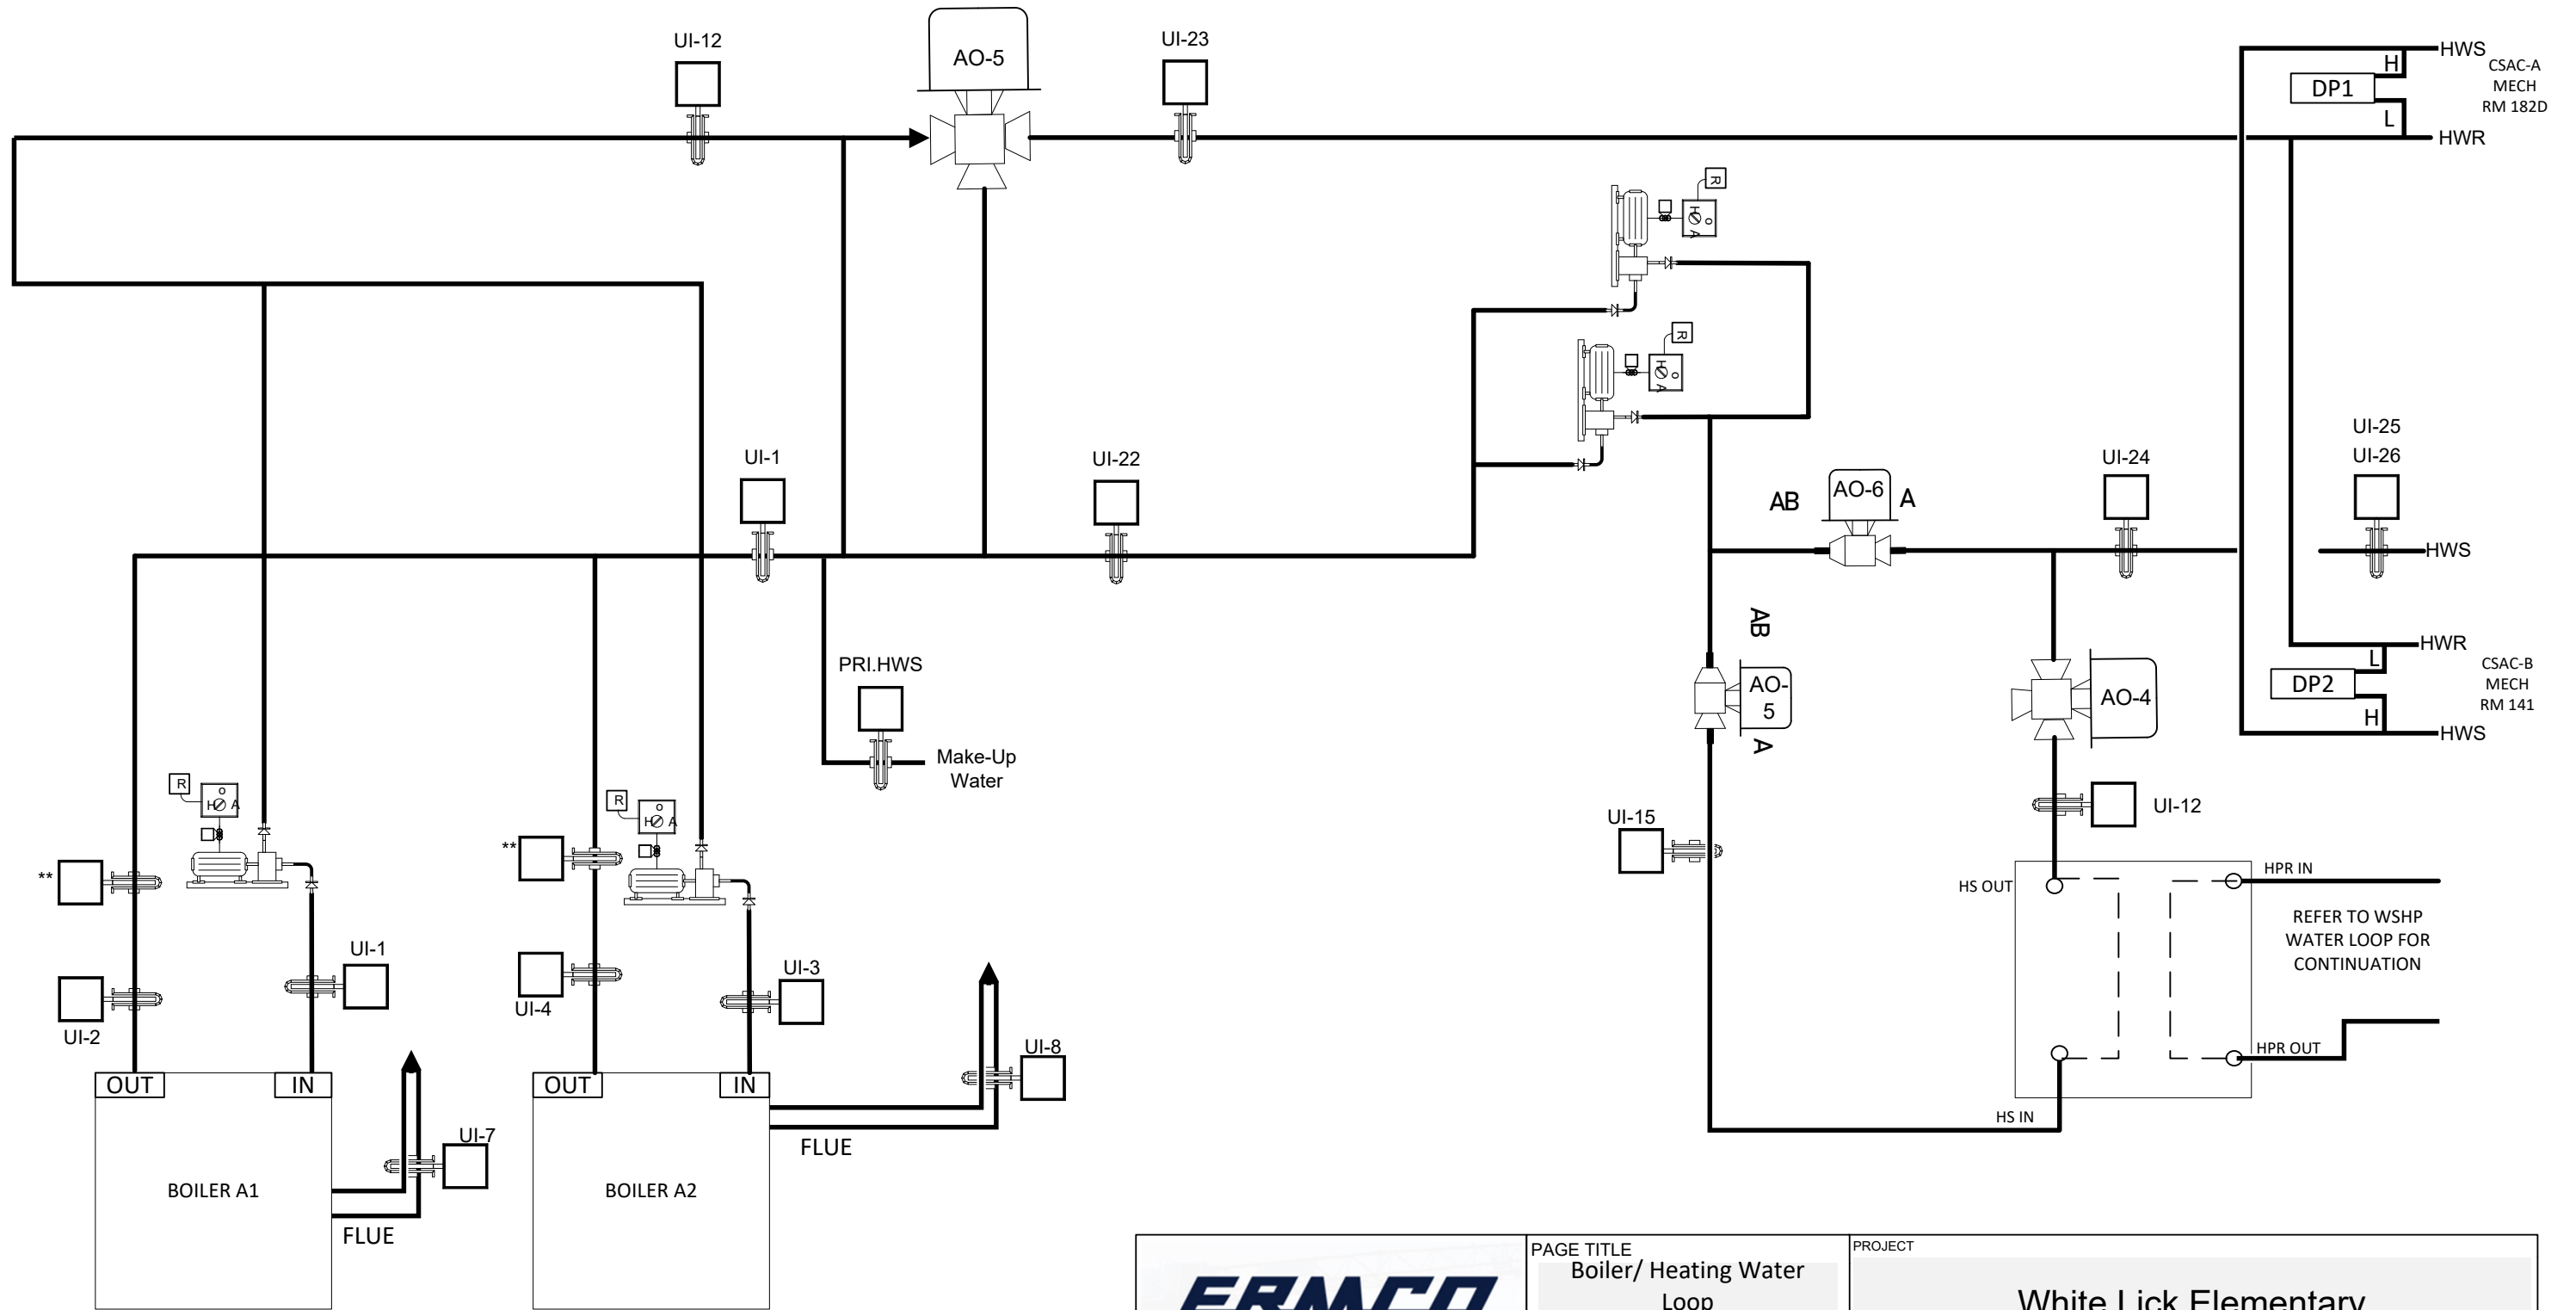 UI-12
AO-5
UI-23
HWS
H
DP1
L
CSAC-A
MECH
RM 182D
HWR
R
H O A
R
H O A
UI-1
UI-22
AB
AO-6
A
UI-24
UI-25
UI-26
HWS
AB
AO-
5
A
PRI.HWS
Make-Up
Water
AO-4
HWR
L
DP2
H
CSAC-B
MECH
RM 141
HWS
UI-15
UI-12
R
O
H A
R
O
H A
**
**
UI-2
UI-1
UI-4
UI-3
UI-8
UI-7
HS OUT
HPR IN
REFER TO WSHP
WATER LOOP FOR
CONTINUATION
HPR OUT
HS IN
OUT
IN
OUT
IN
BOILER A1
FLUE
BOILER A2
FLUE
ERMCO
PAGE TITLE
Boiler/ Heating Water
Loop
PROJECT
White Lick Elementary